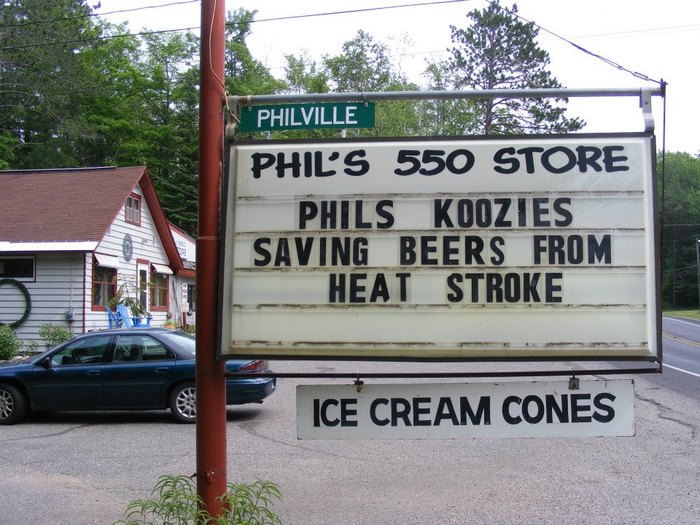 PHILVILLE
PHIL'S 550 STORE
PHILS KOOZIES
SAVING BEERS FROM
HEAT STROKE
ICE CREAM CONES